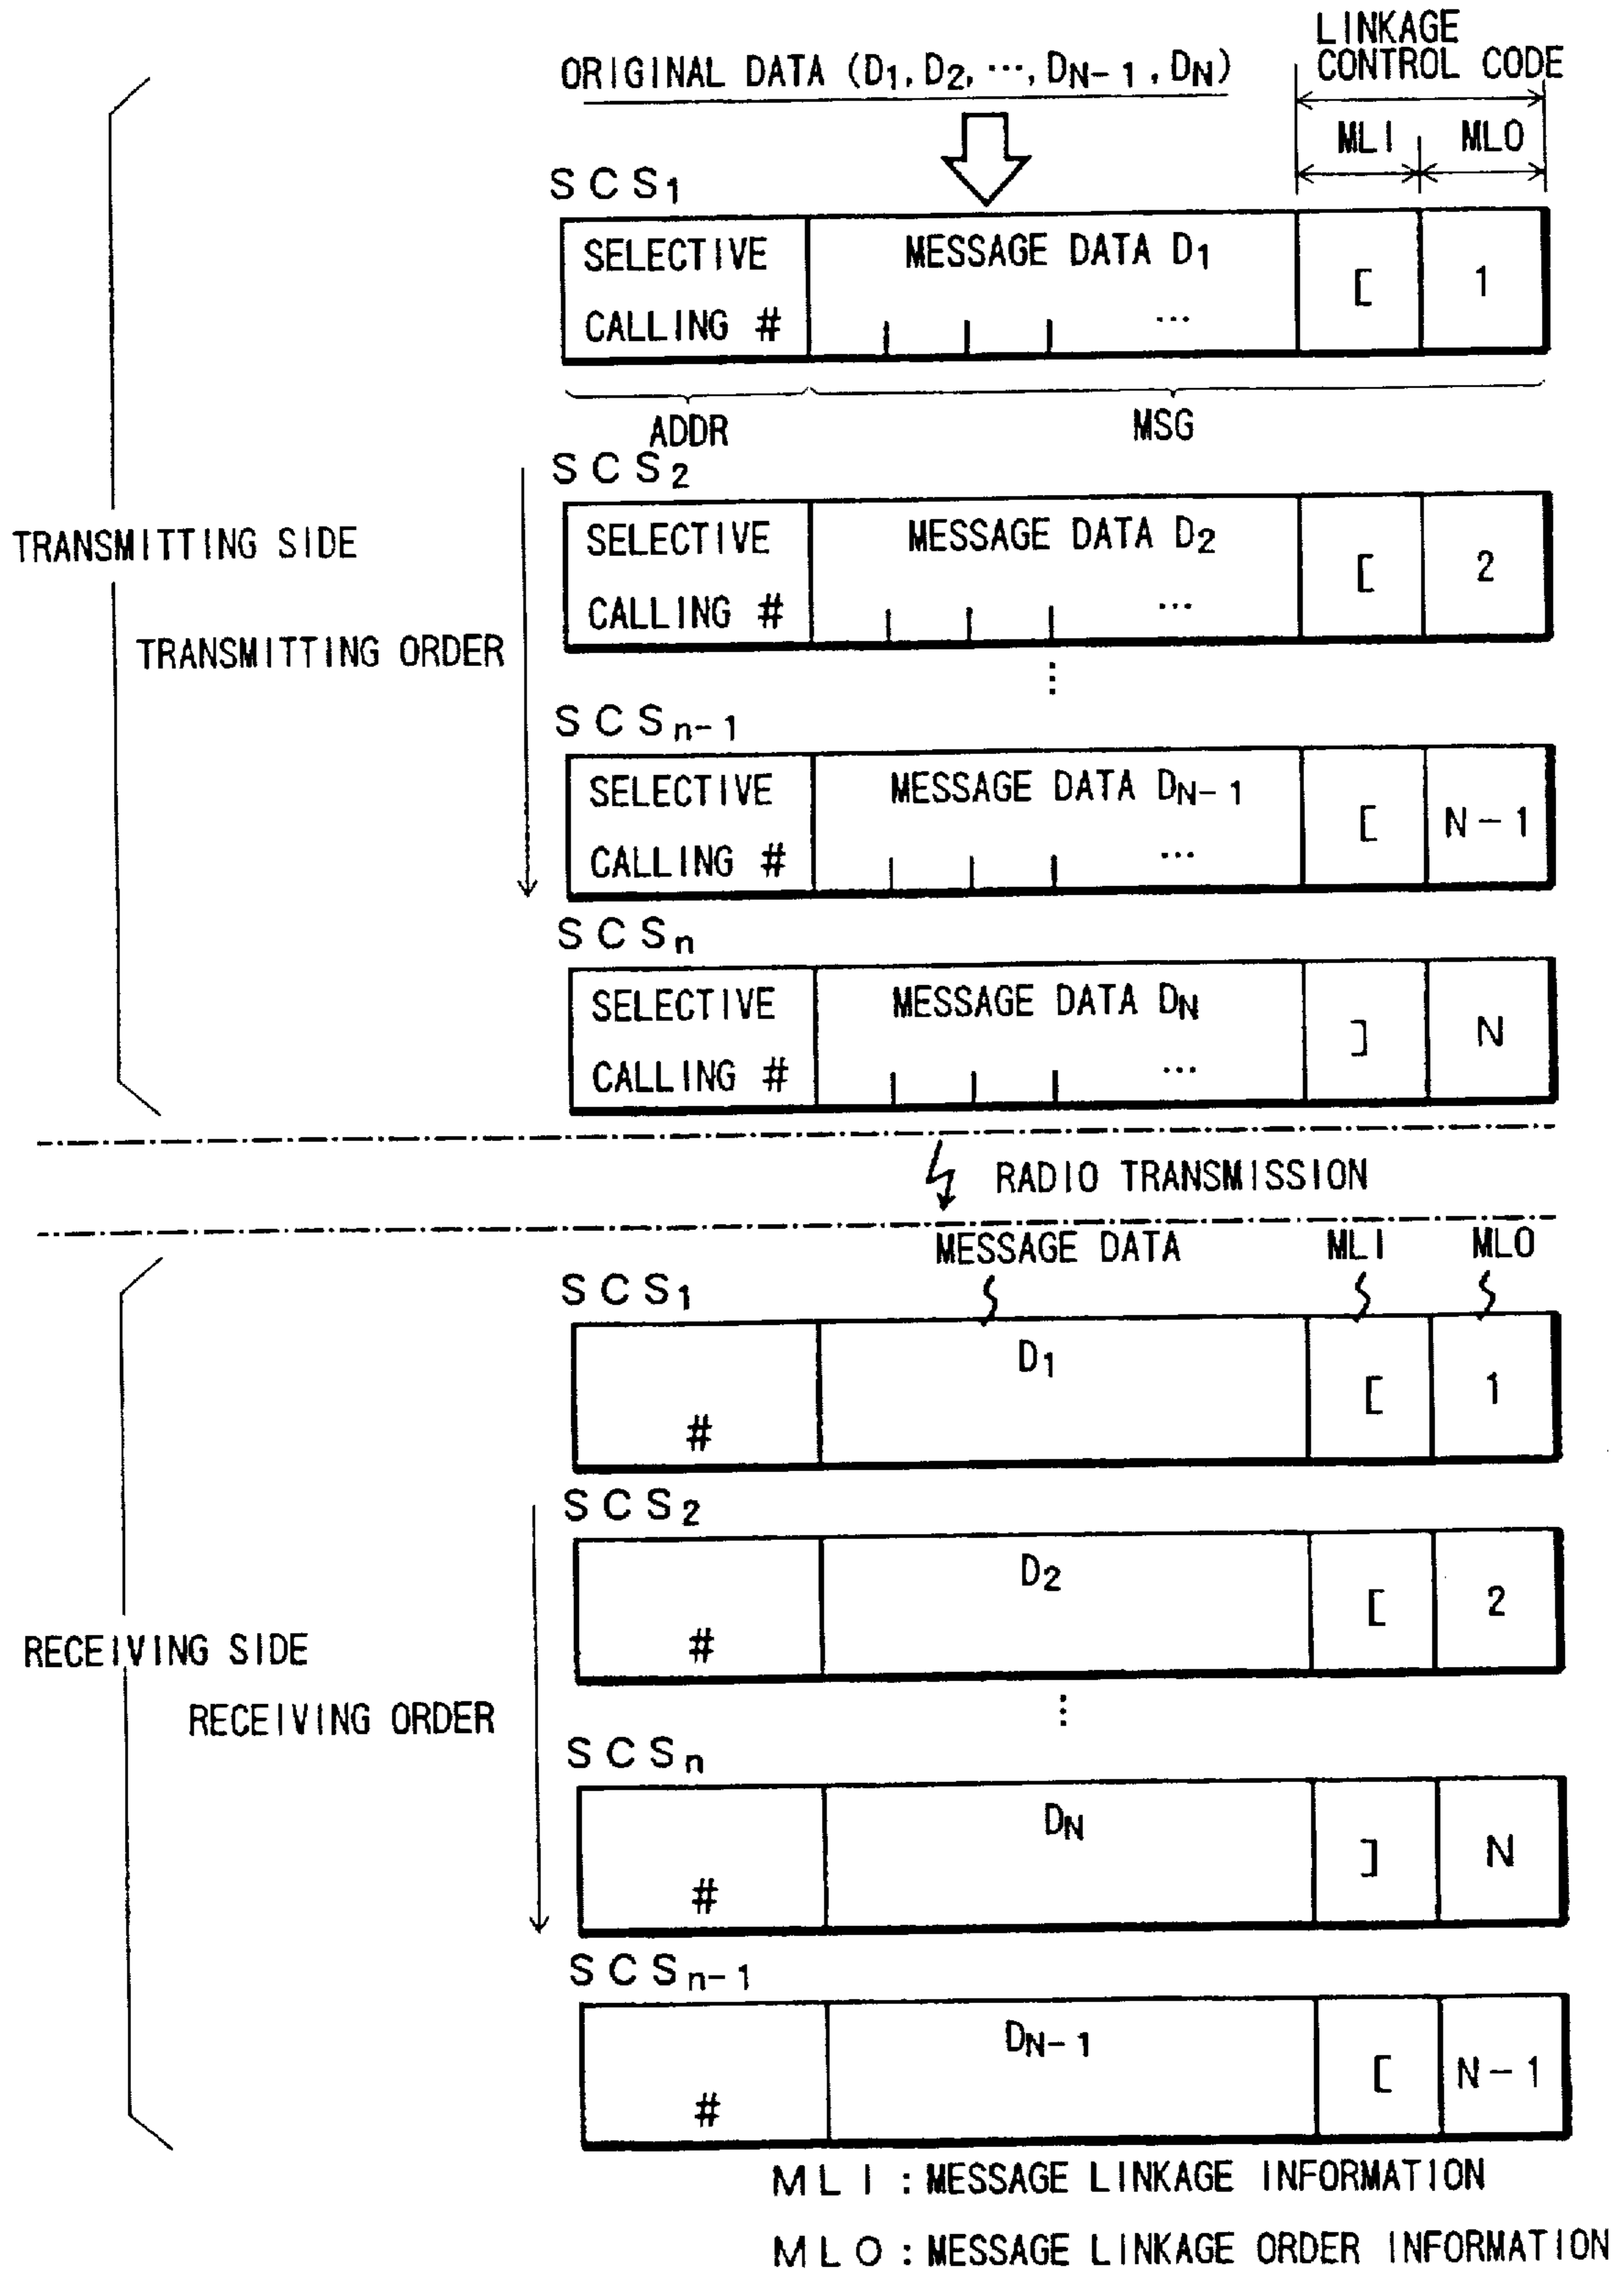 LINKAGE
CONTROL CODE
ORIGINAL DATA (D1, D2, ..., DN-1, DN)
MLI MLO
SCS1
SELECTIVE CALLING # MESSAGE DATA D1 ... [ 1
ADDR MSG
SCS2
SELECTIVE CALLING # MESSAGE DATA D2 ... [ 2
TRANSMITTING SIDE
TRANSMITTING ORDER
SCSn-1
SELECTIVE CALLING # MESSAGE DATA DN-1 ... [ N-1
SCSn
SELECTIVE CALLING # MESSAGE DATA DN ... ] N
RADIO TRANSMISSION
MESSAGE DATA MLI MLO
SCS1
# D1 [ 1
SCS2
# D2 [ 2
RECEIVING SIDE
RECEIVING ORDER
SCSn
# DN ] N
SCSn-1
# DN-1 [ N-1
MLI : MESSAGE LINKAGE INFORMATION
MLO : MESSAGE LINKAGE ORDER INFORMATION